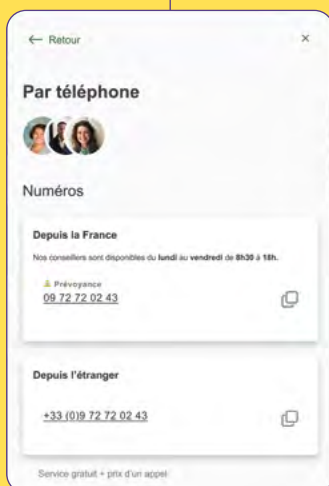 ← Retour
×
Par téléphone
Numéros
Depuis la France
Nos conseillers sont disponibles du lundi au vendredi de 8h30 à 18h.
Prévoyance
09 72 72 02 43
Depuis l'étranger
+33 (0)9 72 72 02 43
Service gratuit + prix d'un appel